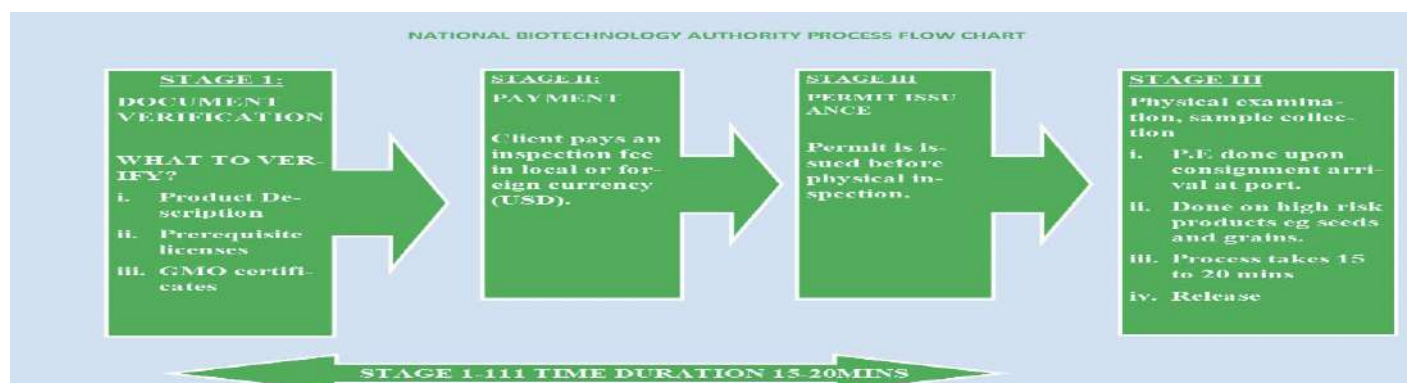 NATIONAL BIOTECHNOLOGY AUTHORITY PROCESS FLOW CHART
STAGE 1:
DOCUMENT
VERIFICATION
WHAT TO VER-
IFY?
i. Product De-
scription
ii. Prerequisite
licenses
iii. GMO certifi-
cates
STAGE II:
PAYMENT
Client pays an
inspection fee
in local or for-
eign currency
(USD).
STAGE III
PERMIT ISSU
ANCE
Permit is is-
sued before
physical in-
spection.
STAGE III
Physical examina-
tion, sample collec-
tion
i. P.E done upon
consignment arri-
val at port.
ii. Done on high risk
products eg seeds
and grains.
iii. Process takes 15
to 20 mins
iv. Release
STAGE 1-111 TIME DURATION 15-20MINS